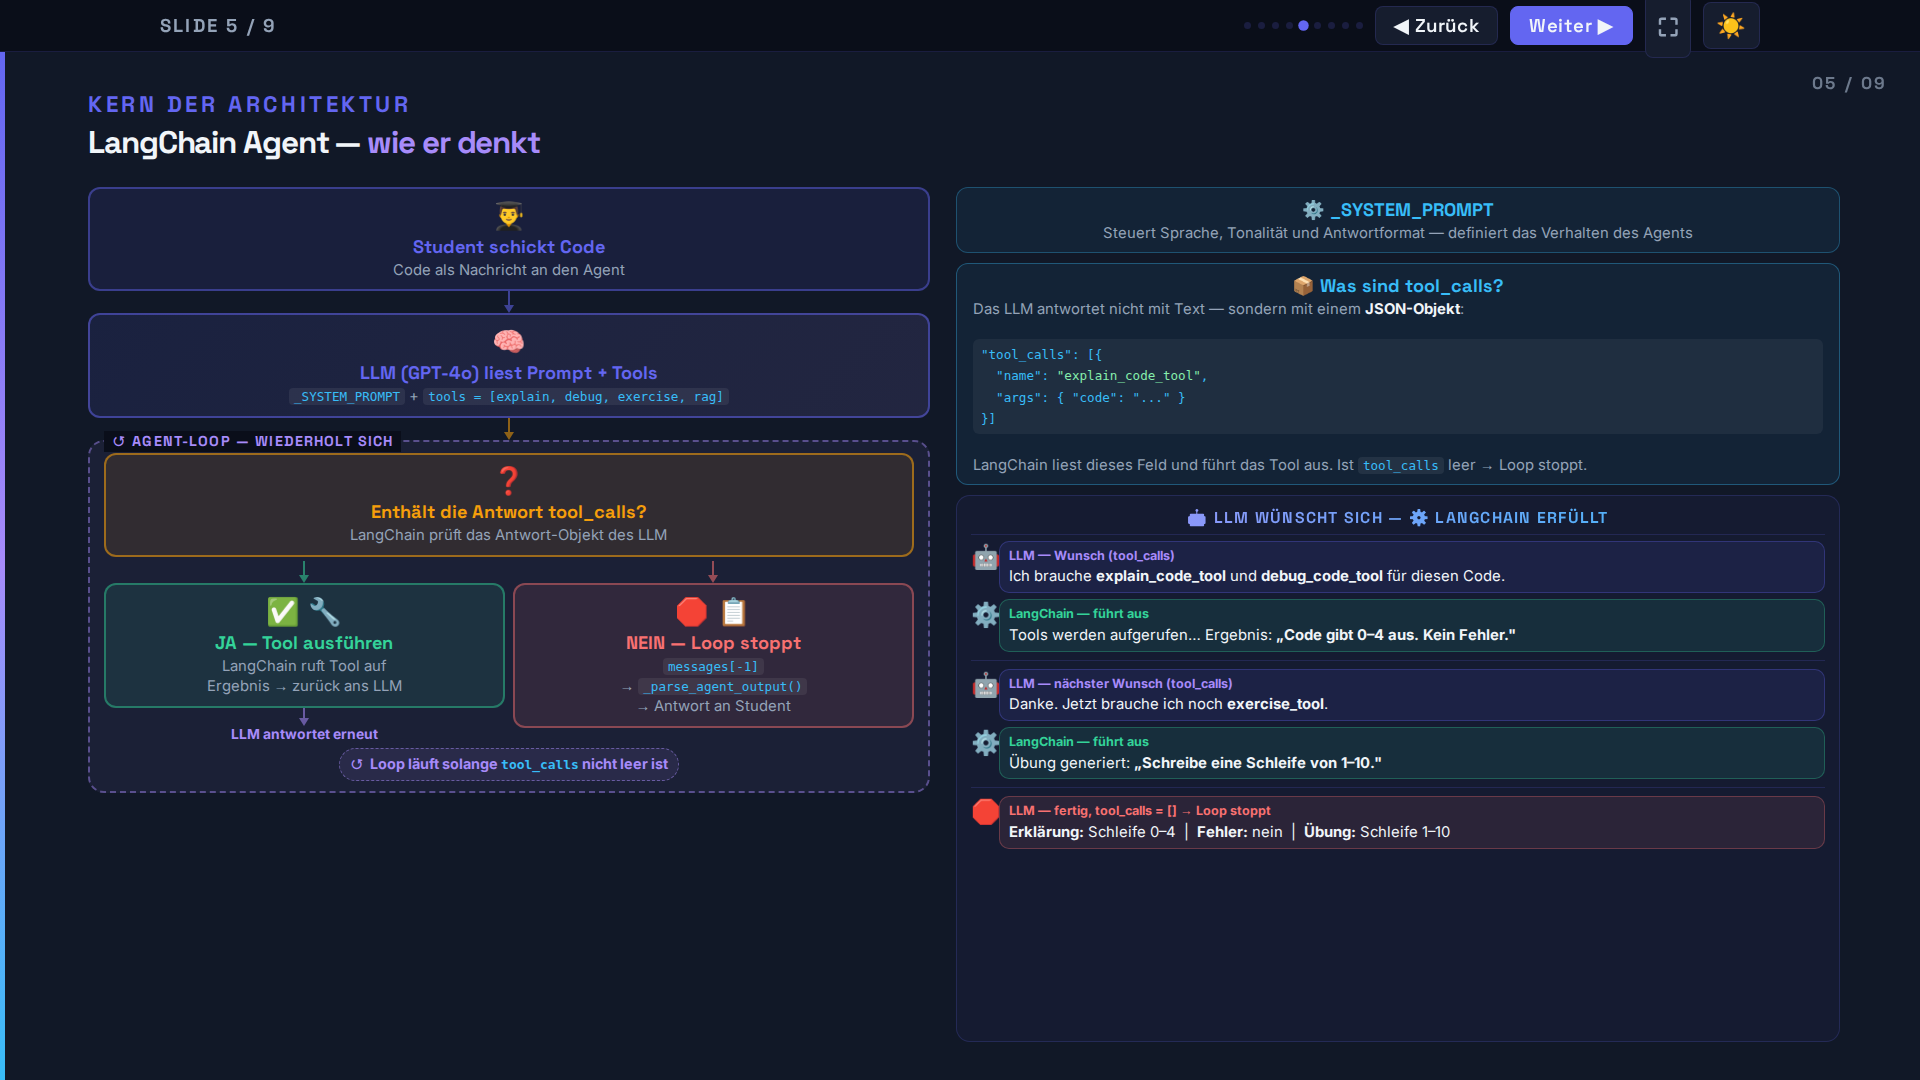 SLIDE 5 / 9
◀ Zurück
Weiter ▶
05 / 09
KERN DER ARCHITEKTUR
LangChain Agent — wie er denkt
Student schickt Code
Code als Nachricht an den Agent
LLM (GPT-4o) liest Prompt + Tools
_SYSTEM_PROMPT + tools = [explain, debug, exercise, rag]
↺ AGENT-LOOP — WIEDERHOLT SICH
Enthält die Antwort tool_calls?
LangChain prüft das Antwort-Objekt des LLM
JA — Tool ausführen
LangChain ruft Tool auf
Ergebnis → zurück ans LLM
LLM antwortet erneut
NEIN — Loop stoppt
messages[-1]
→ _parse_agent_output()
→ Antwort an Student
↺ Loop läuft solange tool_calls nicht leer ist
_SYSTEM_PROMPT
Steuert Sprache, Tonalität und Antwortformat — definiert das Verhalten des Agents
Was sind tool_calls?
Das LLM antwortet nicht mit Text — sondern mit einem JSON-Objekt:
"tool_calls": [{
"name": "explain_code_tool",
"args": { "code": "..." }
}]
LangChain liest dieses Feld und führt das Tool aus. Ist tool_calls leer → Loop stoppt.
LLM WÜNSCHT SICH — LANGCHAIN ERFÜLLT
LLM — Wunsch (tool_calls)
Ich brauche explain_code_tool und debug_code_tool für diesen Code.
LangChain — führt aus
Tools werden aufgerufen... Ergebnis: „Code gibt 0–4 aus. Kein Fehler."
LLM — nächster Wunsch (tool_calls)
Danke. Jetzt brauche ich noch exercise_tool.
LangChain — führt aus
Übung generiert: „Schreibe eine Schleife von 1–10."
LLM — fertig, tool_calls = [] → Loop stoppt
Erklärung: Schleife 0–4 | Fehler: nein | Übung: Schleife 1–10